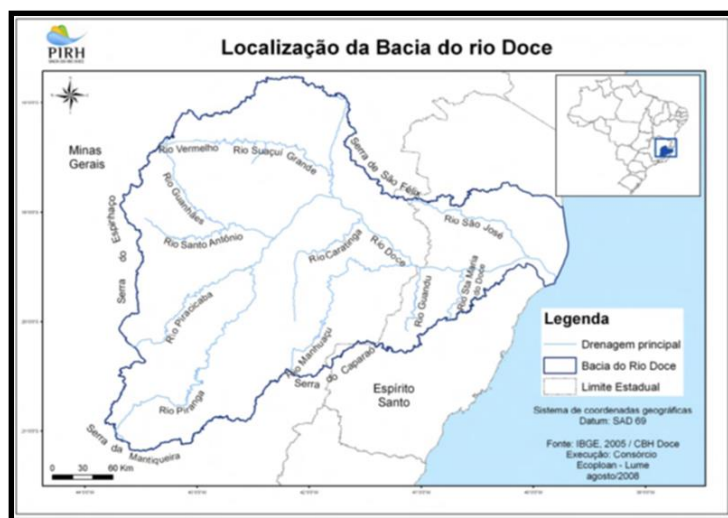 PIRH
Localização da Bacia do rio Doce
Minas
Gerais
Rio Vermelho
Rio Suaçuí Grande
Serra de São Félix
Rio Guanhães
Serra do Espinhaço
Rio Santo Antônio
Rio São José
Rio Caratinga
Rio Doce
Rio Guandu
Rio Sta Maria
do Doce
Rio Piracicaba
Rio Manhuaçu
Serra do Caparaó
Espírito
Santo
Rio Piranga
Serra da Mantiqueira
0 30 60 Km
Legenda
Drenagem principal
Bacia do Rio Doce
Limite Estadual
Sistema de coordenadas geográficas
Datum: SAD 69
Fonte: IBGE, 2005 / CBH Doce
Execução: Consórcio
Ecoploan - Lume
agosto/2008